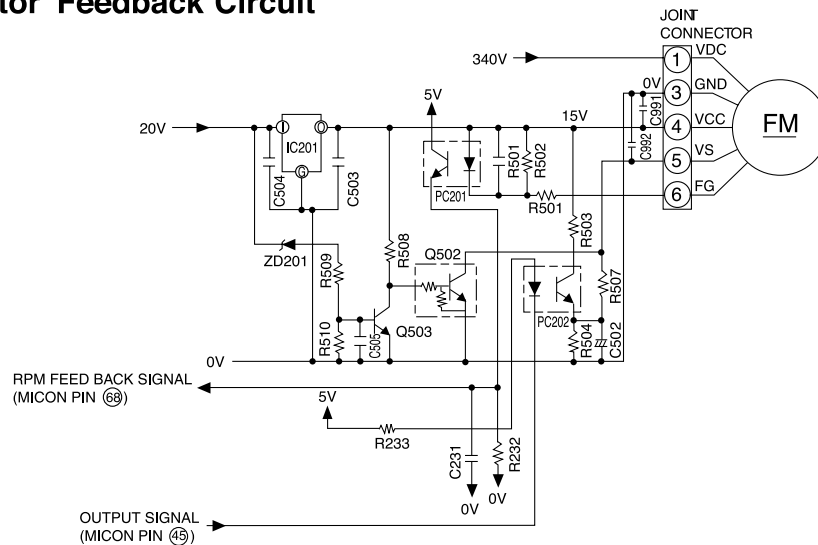 tor Feedback Circuit
JOINT
CONNECTOR
340V
1
VDC
0V
3
GND
C991
5V
15V
20V
I
O
IC201
G
4
VCC
FM
C992
C504
C503
PC201
R501
R502
5
VS
R501
6
FG
R503
ZD201
R509
R508
Q502
R507
PC202
R510
C505
Q503
R504
C502
0V
RPM FEED BACK SIGNAL
(MICON PIN 68)
5V
R233
C231
R232
0V
0V
OUTPUT SIGNAL
(MICON PIN 45)